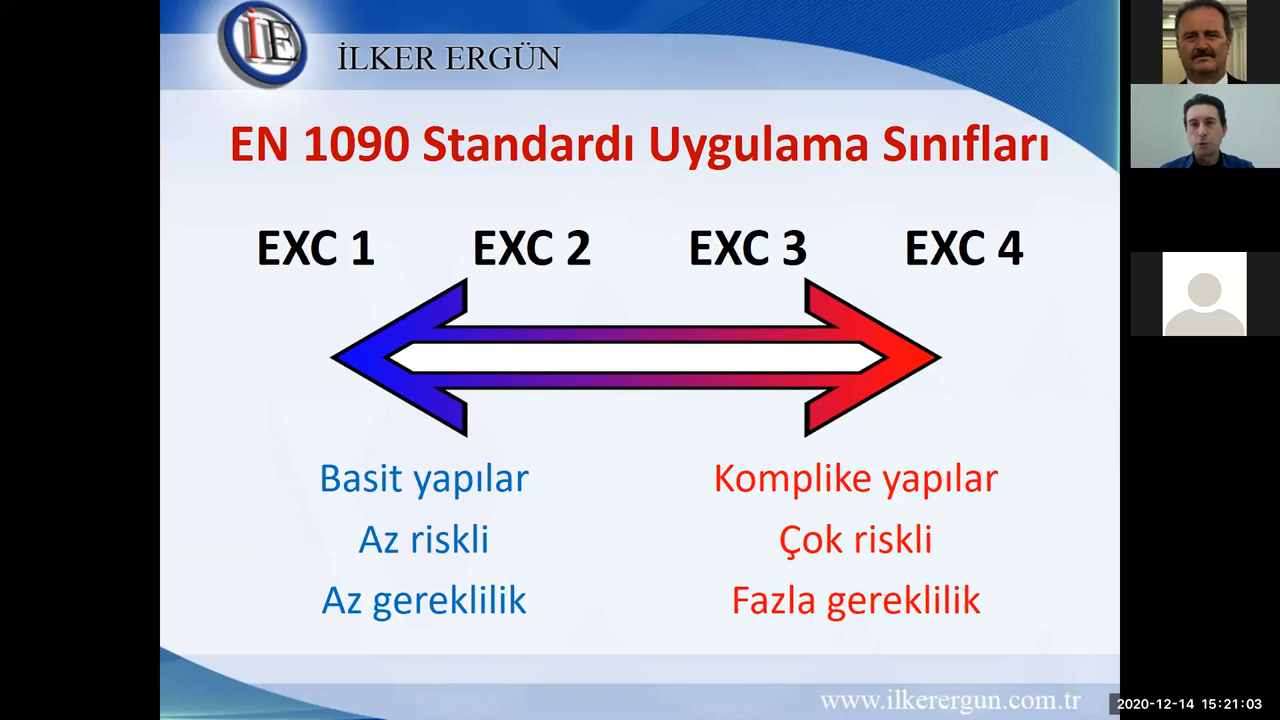 İE
İLKER ERGÜN
EN 1090 Standardı Uygulama Sınıfları
EXC 1 EXC 2 EXC 3 EXC 4
Basit yapılar Komplike yapılar
Az riskli Çok riskli
Az gereklilik Fazla gereklilik
www.ilkerergun.com.tr
2020-12-14 15:21:03